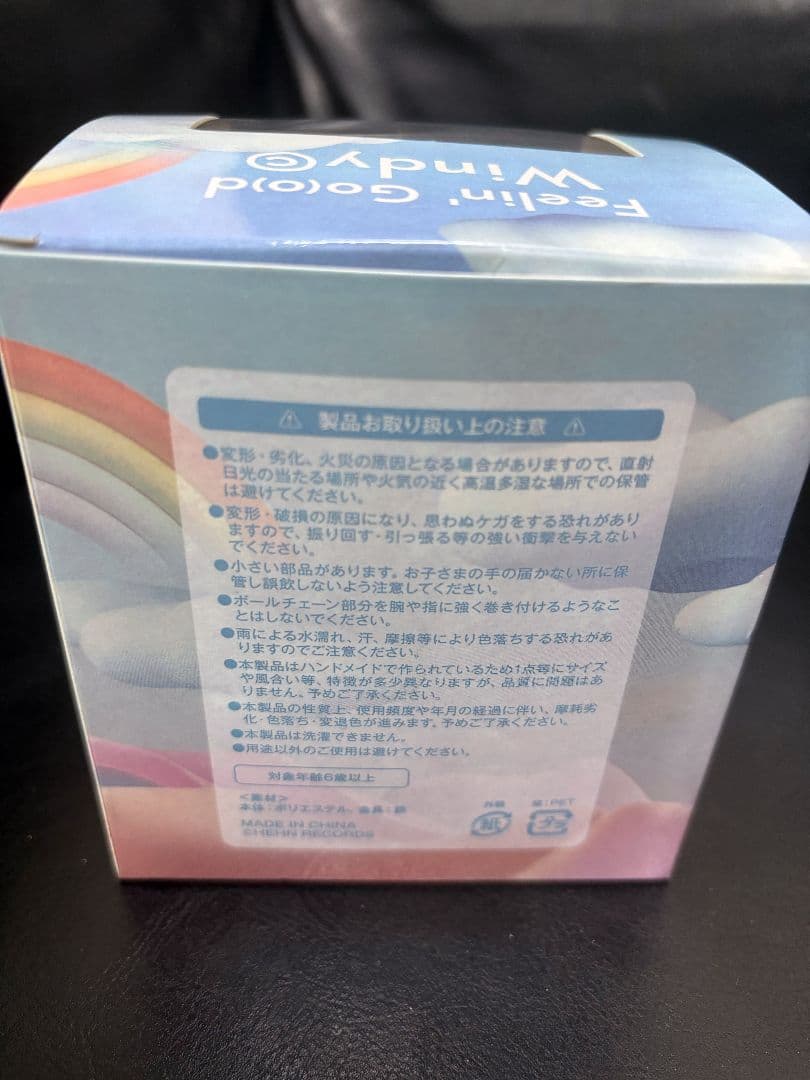 Feelin' Go(o)d
Windy©
⚠ 製品お取り扱い上の注意 ⚠
●変形・劣化、火災の原因となる場合がありますので、直射
日光の当たる場所や火気の近く高温多湿な場所での保管
は避けてください。
●変形・破損の原因になり、思わぬケガをする恐れがあり
ますので、振り回す・引っ張る等の強い衝撃を与えない
でください。
●小さい部品があります。お子さまの手の届かない所に保
管し誤飲しないよう注意してください。
●ボールチェーン部分を腕や指に強く巻き付けるようなこ
とはしないでください。
●雨による水濡れ、汗、摩擦等により色落ちする恐れがあ
りますのでご注意ください。
●本製品はハンドメイドで作られているため1点毎にサイズ
や風合い等、特徴が多少異なりますが、品質に問題はあ
りません。予めご了承ください。
●本製品の性質上、使用頻度や年月の経過に伴い、摩耗劣
化・色落ち・変退色が進みます。予めご了承ください。
●本製品は洗濯できません。
●用途以外のご使用は避けてください。
対象年齢6歳以上
<素材>
本体：ポリエステル、金具：鉄
MADE IN CHINA
CHEHN RECORDS
外箱 窓：PET
紙 プラ